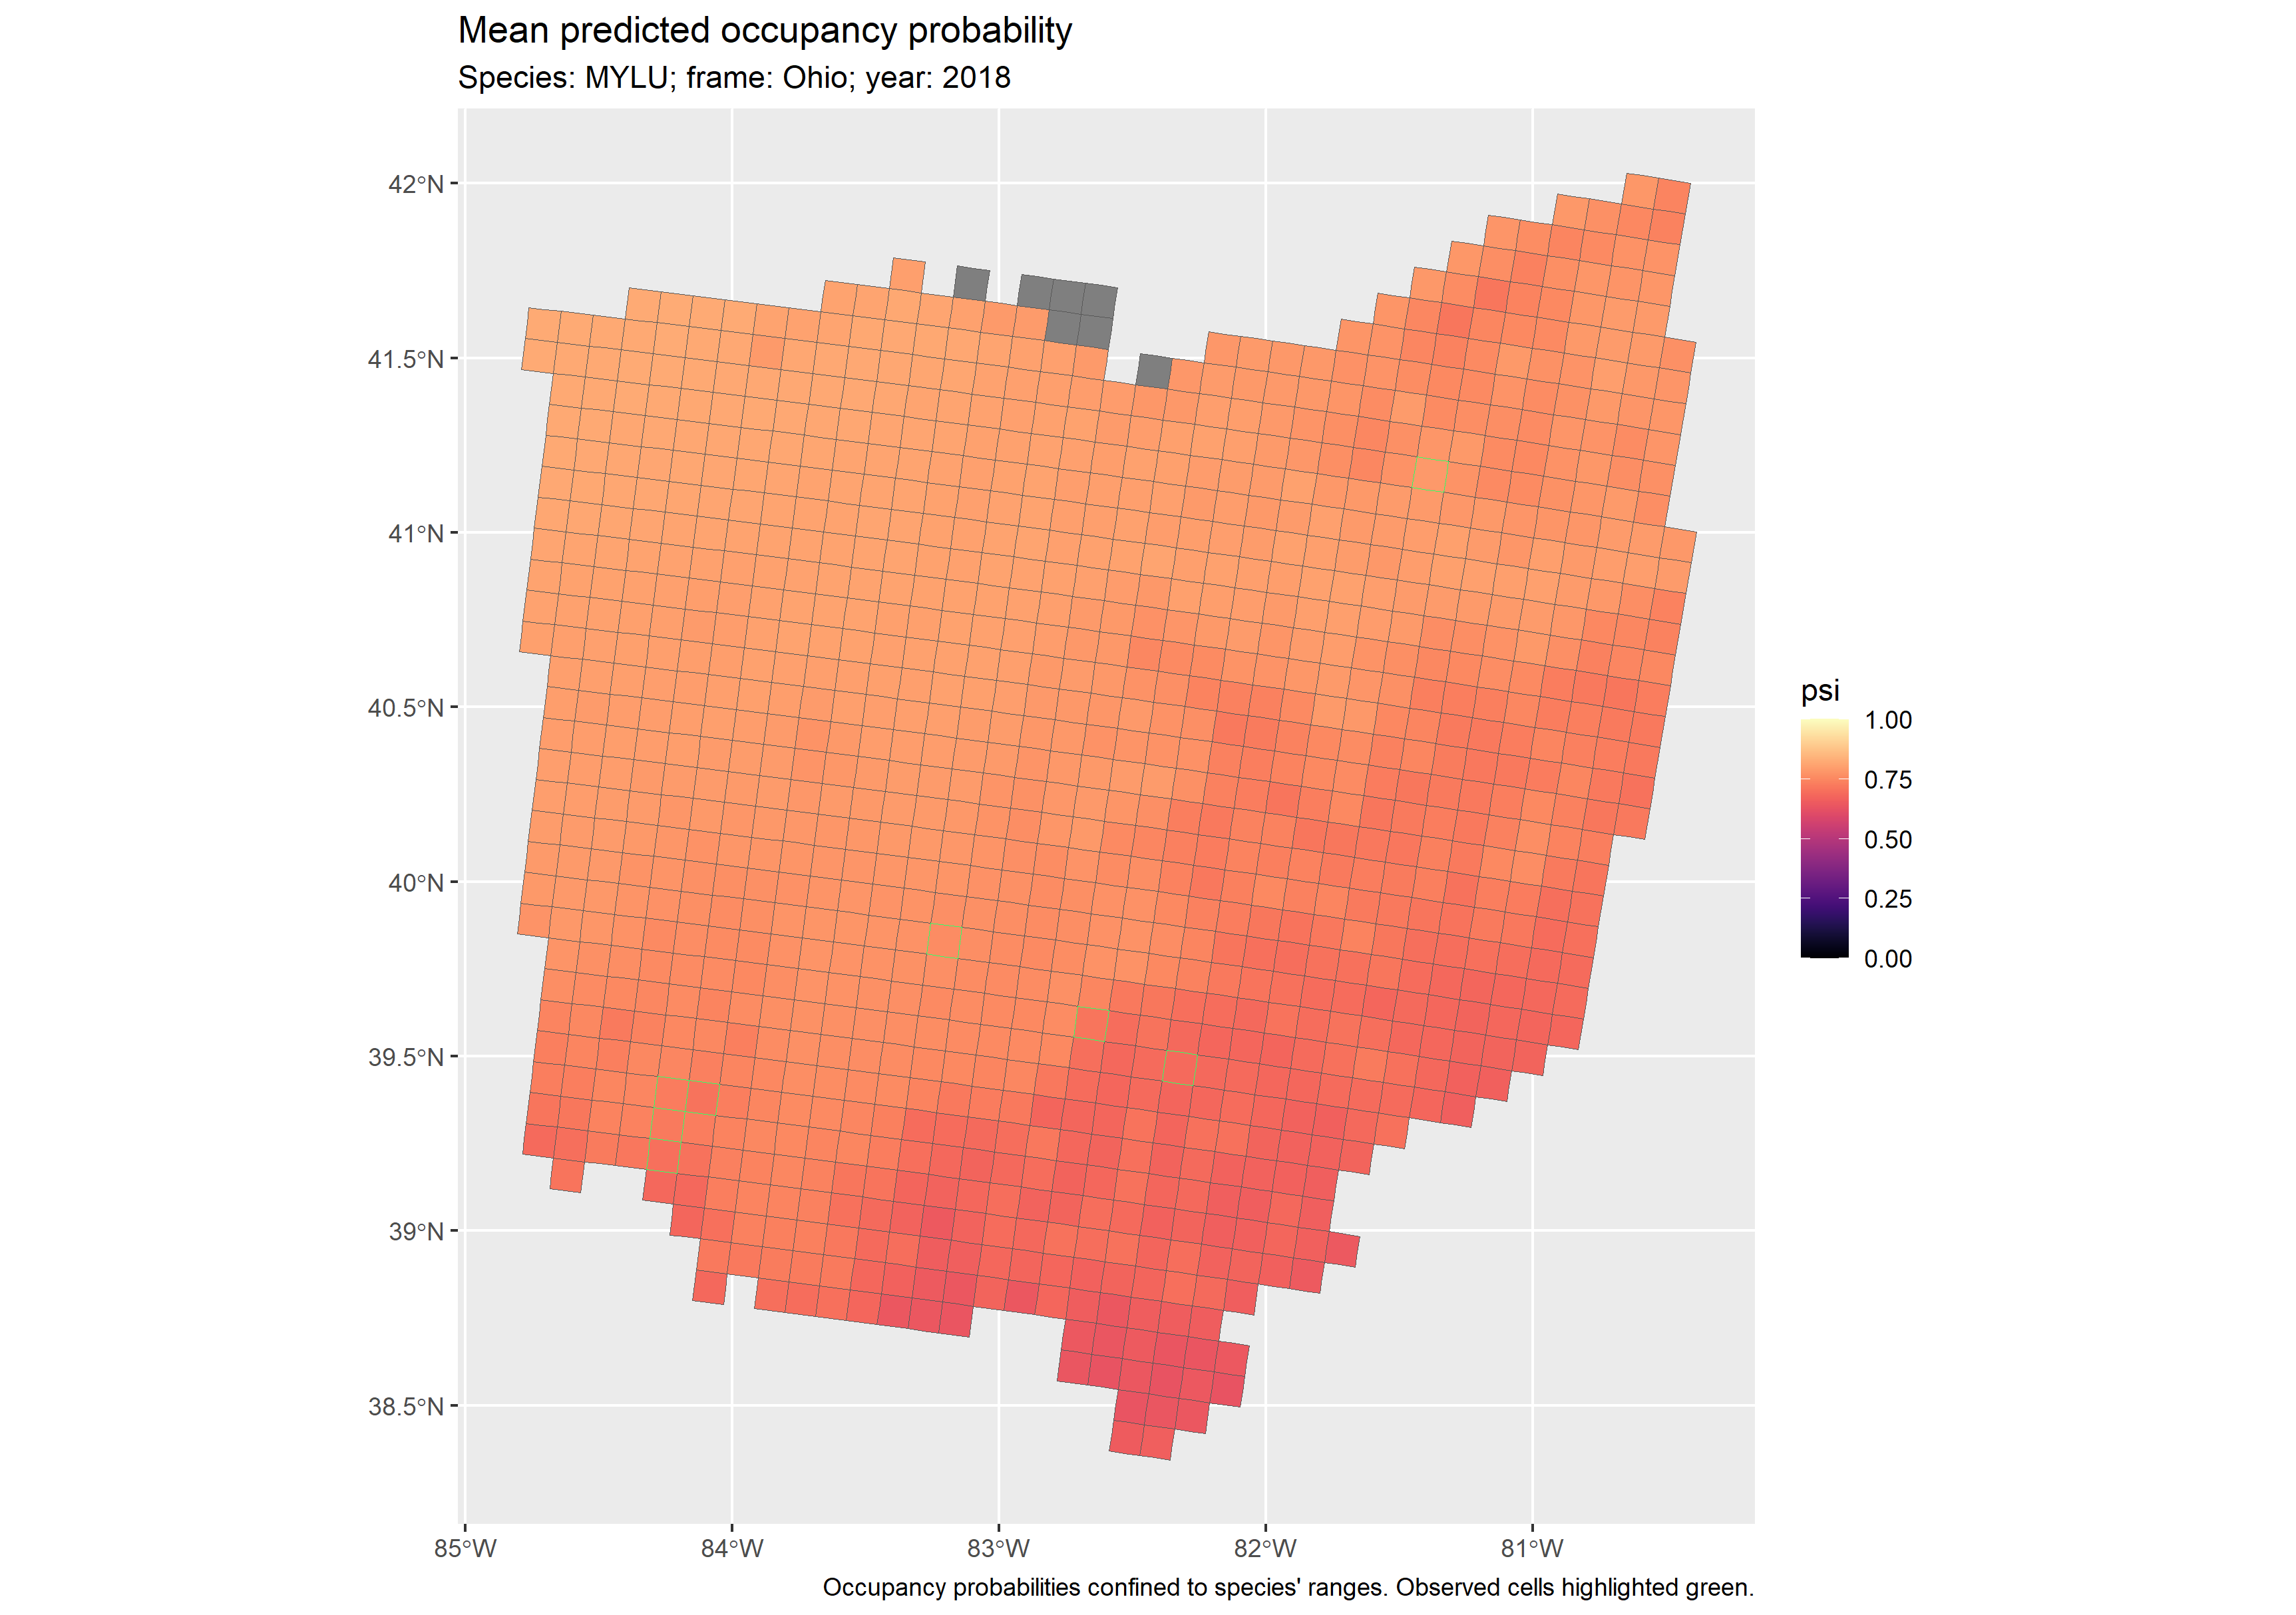 Mean predicted occupancy probability
Species: MYLU; frame: Ohio; year: 2018
42°N
41.5°N
41°N
40.5°N
40°N
39.5°N
39°N
38.5°N
85°W
84°W
83°W
82°W
81°W
psi
1.00
0.75
0.50
0.25
0.00
Occupancy probabilities confined to species' ranges. Observed cells highlighted green.